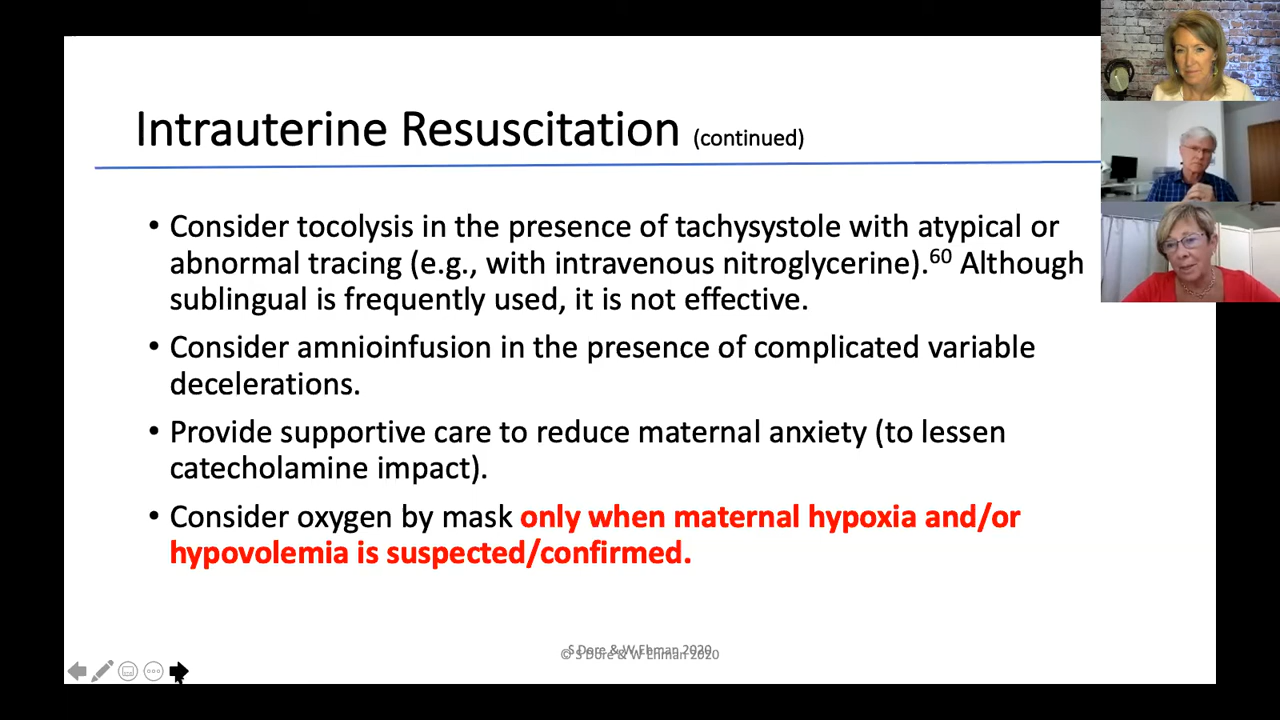 Intrauterine Resuscitation (continued)
• Consider tocolysis in the presence of tachysystole with atypical or
abnormal tracing (e.g., with intravenous nitroglycerine).60 Although
sublingual is frequently used, it is not effective.
• Consider amnioinfusion in the presence of complicated variable
decelerations.
• Provide supportive care to reduce maternal anxiety (to lessen
catecholamine impact).
• Consider oxygen by mask only when maternal hypoxia and/or
hypovolemia is suspected/confirmed.
S Dore & W Ehman 2020
© S Dore & W Ehman 2020